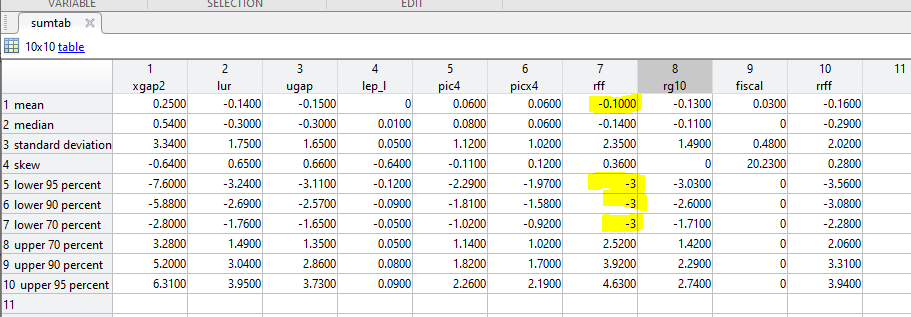 VARIABLE SELECTION EDIT
sumtab
10x10 table
1 2 3 4 5 6 7 8 9 10 11
xgap2 lur ugap lep_l pic4 picx4 rff rg10 fiscal rrff
1 mean 0.2500 -0.1400 -0.1500 0 0.0600 0.0600 -0.1000 -0.1300 0.0300 -0.1600
2 median 0.5400 -0.3000 -0.3000 0.0100 0.0800 0.0600 -0.1400 -0.1100 0 -0.2900
3 standard deviation 3.3400 1.7500 1.6500 0.0500 1.1200 1.0200 2.3500 1.4900 0.4800 2.0200
4 skew -0.6400 0.6500 0.6600 -0.6400 -0.1100 0.1200 0.3600 0 20.2300 0.2800
5 lower 95 percent -7.6000 -3.2400 -3.1100 -0.1200 -2.2900 -1.9700 -3 -3.0300 0 -3.5600
6 lower 90 percent -5.8800 -2.6900 -2.5700 -0.0900 -1.8100 -1.5800 -3 -2.6000 0 -3.0800
7 lower 70 percent -2.8000 -1.7600 -1.6500 -0.0500 -1.0200 -0.9200 -3 -1.7100 0 -2.2800
8 upper 70 percent 3.2800 1.4900 1.3500 0.0500 1.1400 1.0200 2.5200 1.4200 0 2.0600
9 upper 90 percent 5.2000 3.0400 2.8600 0.0800 1.8200 1.7000 3.9200 2.2900 0 3.3100
10 upper 95 percent 6.3100 3.9500 3.7300 0.0900 2.2600 2.1900 4.6300 2.7400 0 3.9400
11